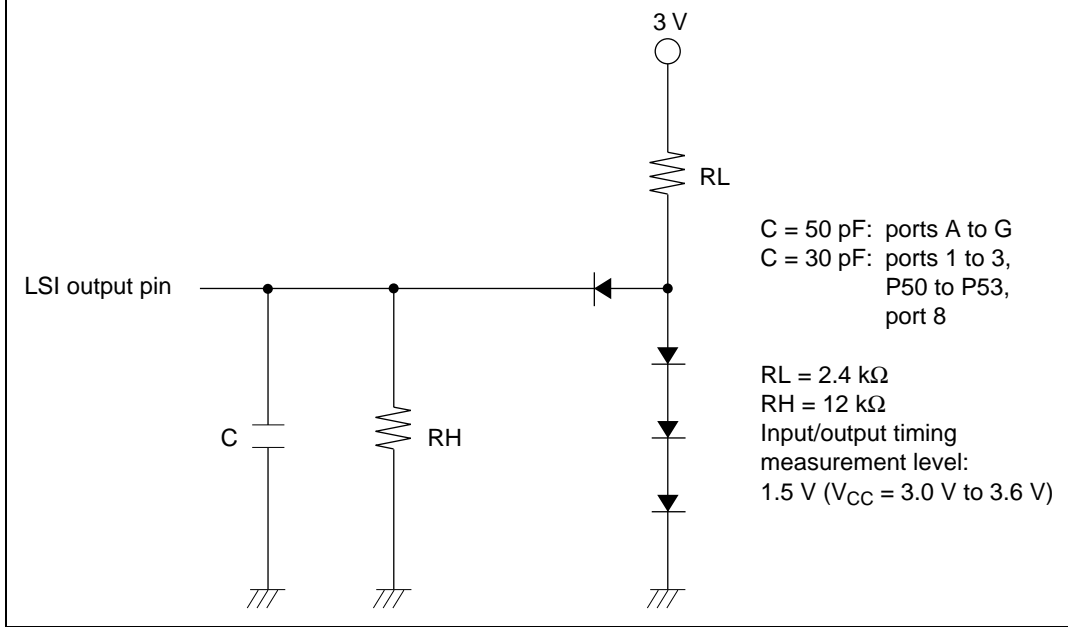 3 V
RL
C = 50 pF: ports A to G
C = 30 pF: ports 1 to 3,
P50 to P53,
port 8
LSI output pin
RL = 2.4 kΩ
RH = 12 kΩ
Input/output timing
measurement level:
1.5 V (VCC = 3.0 V to 3.6 V)
C
RH